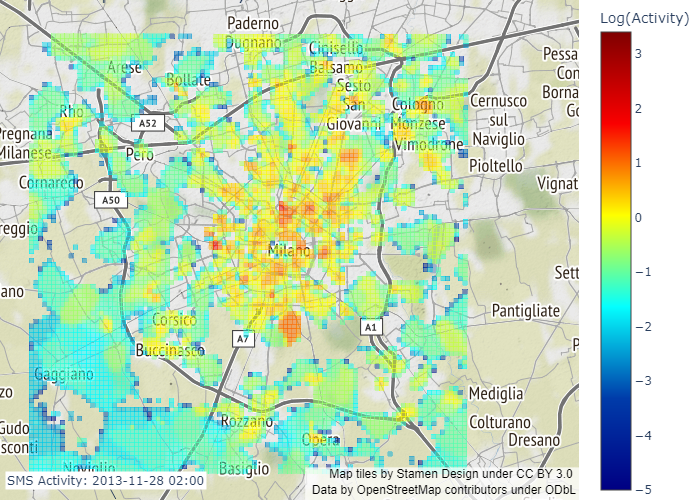 Log(Activity)
3
2
1
0
−1
−2
−3
−4
−5
Paderno
Dugnano
Cinisello
Balsamo
Arese
Bollate
Sesto
San
Giovanni
Cologno
Monzese
Cernusco
sul
Naviglio
Pessa
Borna
Rho
A52
Pregnana
Milanese
Pero
Vimodrone
Pioltello
Cornaredo
Vignat
A50
reggio
Milano
ano
Sett
Pantigliate
Corsico
A7
A1
Buccinasco
Gaggiano
Mediglia
Colturano
Dresano
Rozzano
Opera
Gudo
sconti
Noviglio
Basiglio
SMS Activity: 2013-11-28 02:00
Map tiles by Stamen Design under CC BY 3.0
Data by OpenStreetMap contributors under ODbL